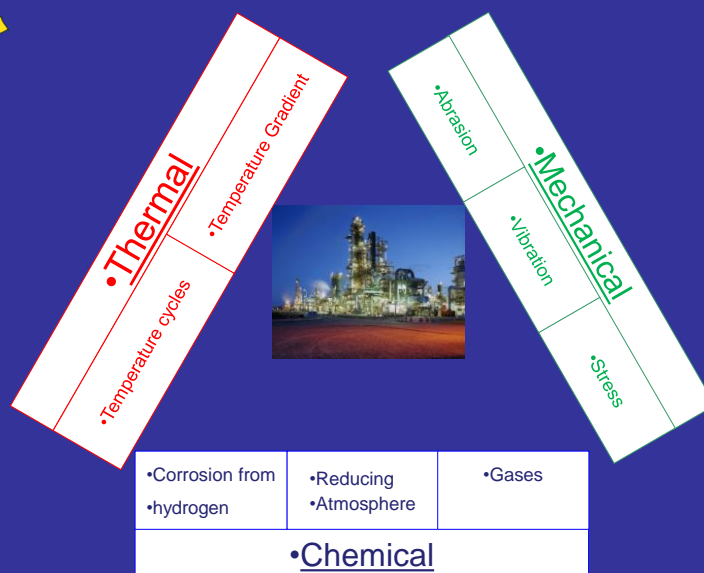 •Thermal
•Temperature Gradient
•Temperature cycles
•Mechanical
•Abrasion
•Vibration
•Stress
•Corrosion from
•hydrogen
•Reducing
•Atmosphere
•Gases
•Chemical